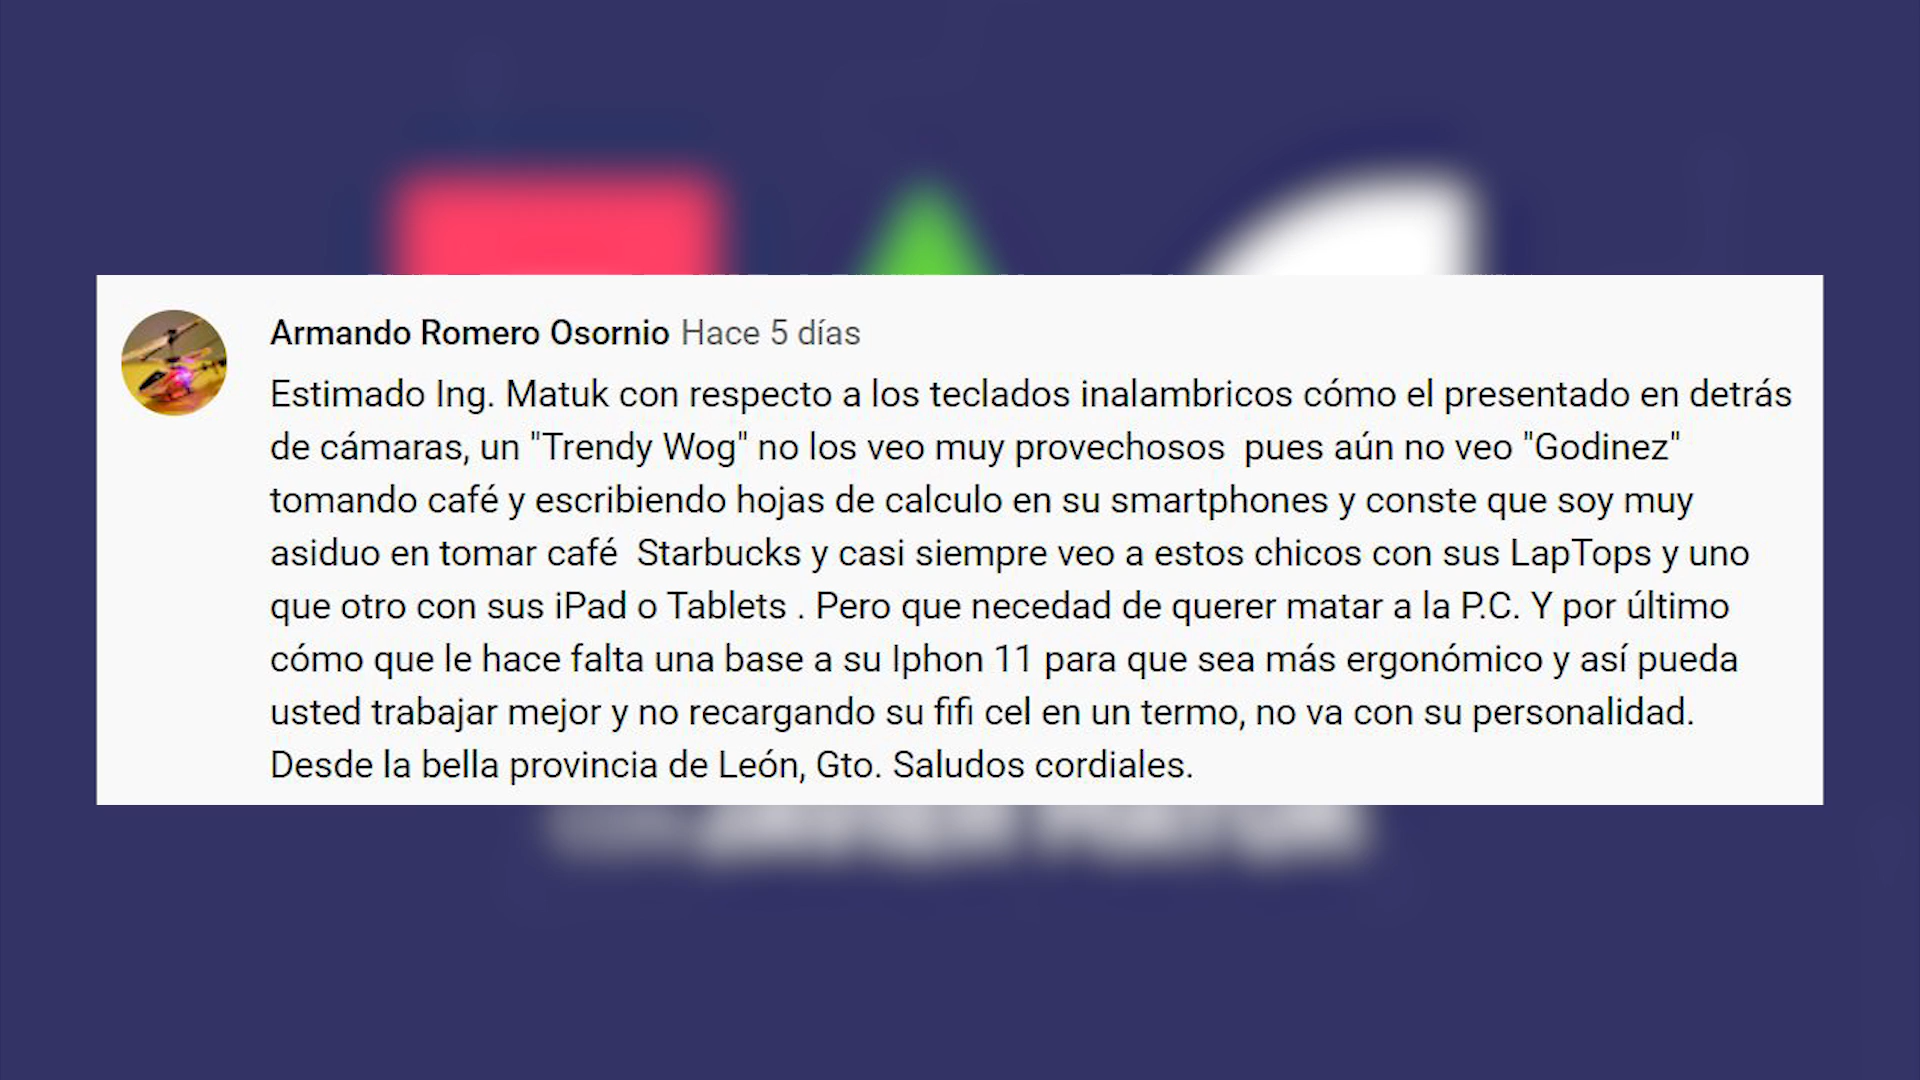 Armando Romero Osornio Hace 5 días
Estimado Ing. Matuk con respecto a los teclados inalambricos cómo el presentado en detrás
de cámaras, un "Trendy Wog" no los veo muy provechosos  pues aún no veo "Godinez"
tomando café y escribiendo hojas de calculo en su smartphones y conste que soy muy
asiduo en tomar café  Starbucks y casi siempre veo a estos chicos con sus LapTops y uno
que otro con sus iPad o Tablets . Pero que necedad de querer matar a la P.C. Y por último
cómo que le hace falta una base a su Iphon 11 para que sea más ergonómico y así pueda
usted trabajar mejor y no recargando su fifi cel en un termo, no va con su personalidad.
Desde la bella provincia de León, Gto. Saludos cordiales.